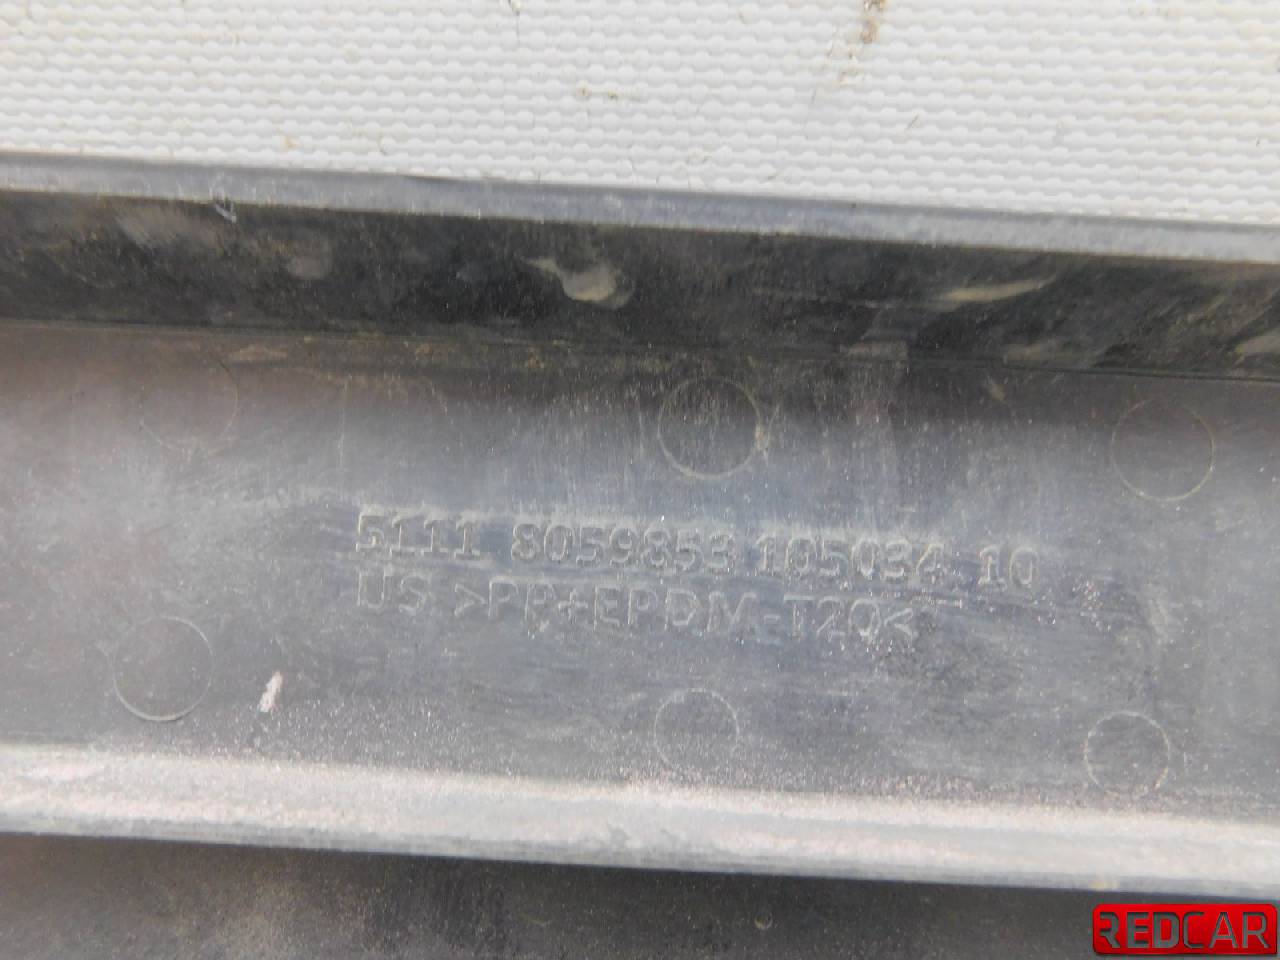 5111 8059853 105034 10
US >PP+EPDM-T20<
REDCAR